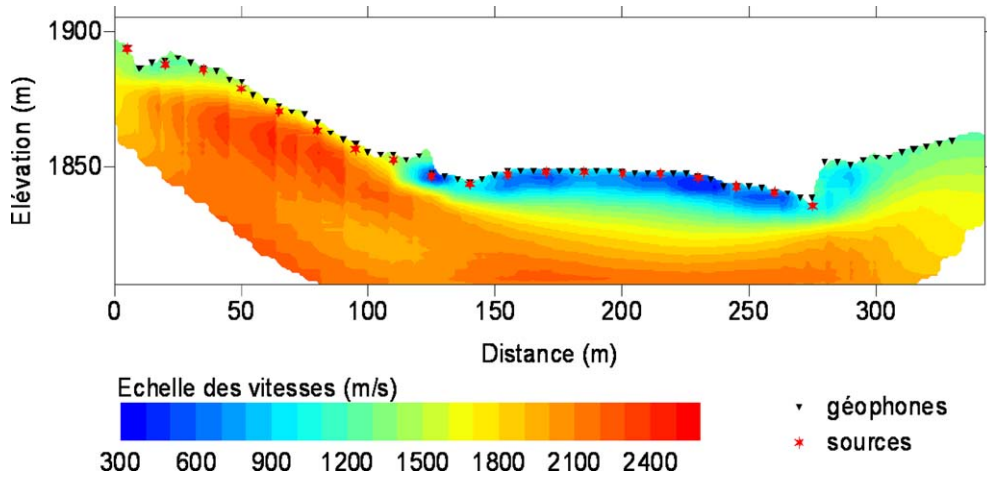 1900
1850
Elévation (m)
0 50 100 150 200 250 300
Distance (m)
Echelle des vitesses (m/s)
300 600 900 1200 1500 1800 2100 2400
géophones
sources